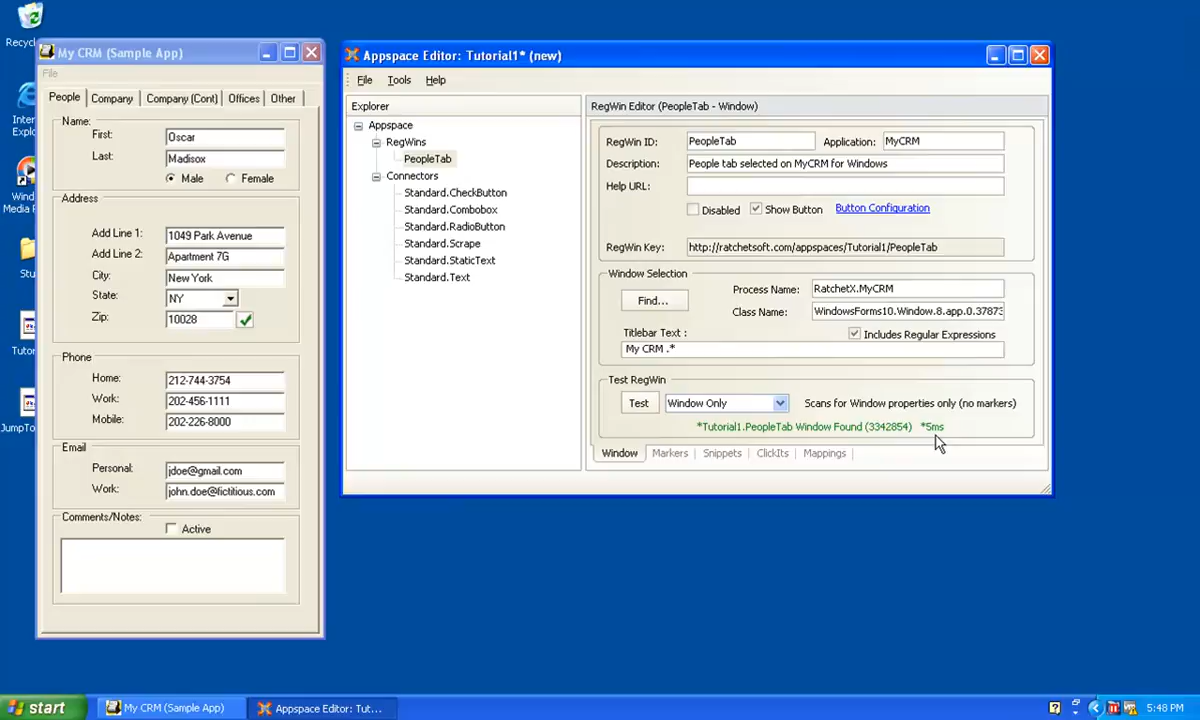 Recyc
Inter
Explo
Wind
Media P
Stu
Tutor
JumpTo
My CRM (Sample App)
File
People
Company
Company (Cont)
Offices
Other
Name:
First:
Oscar
Last:
Madisox
Male
Female
Address
Add Line 1:
1049 Park Avenue
Add Line 2:
Apartment 7G
City:
New York
State:
NY
Zip:
10028
Phone
Home:
212-744-3754
Work:
202-456-1111
Mobile:
202-226-8000
Email
Personal:
jdoe@gmail.com
Work:
john.doe@fictitious.com
Comments/Notes:
Active
Appspace Editor: Tutorial1* (new)
File Tools Help
Explorer
Appspace
RegWins
PeopleTab
Connectors
Standard.CheckButton
Standard.Combobox
Standard.RadioButton
Standard.Scrape
Standard.StaticText
Standard.Text
RegWin Editor (PeopleTab - Window)
RegWin ID:
PeopleTab
Application:
MyCRM
Description:
People tab selected on MyCRM for Windows
Help URL:
Disabled
Show Button
Button Configuration
RegWin Key:
http://ratchetsoft.com/appspaces/Tutorial1/PeopleTab
Window Selection
Find...
Process Name:
RatchetX.MyCRM
Class Name:
WindowsForms10.Window.8.app.0.37873
Titlebar Text :
Includes Regular Expressions
My CRM .*
Test RegWin
Test
Window Only
Scans for Window properties only (no markers)
*Tutorial1.PeopleTab Window Found (3342854) *5ms
Window
Markers
Snippets
ClickIts
Mappings
start
My CRM (Sample App)
Appspace Editor: Tut...
5:48 PM